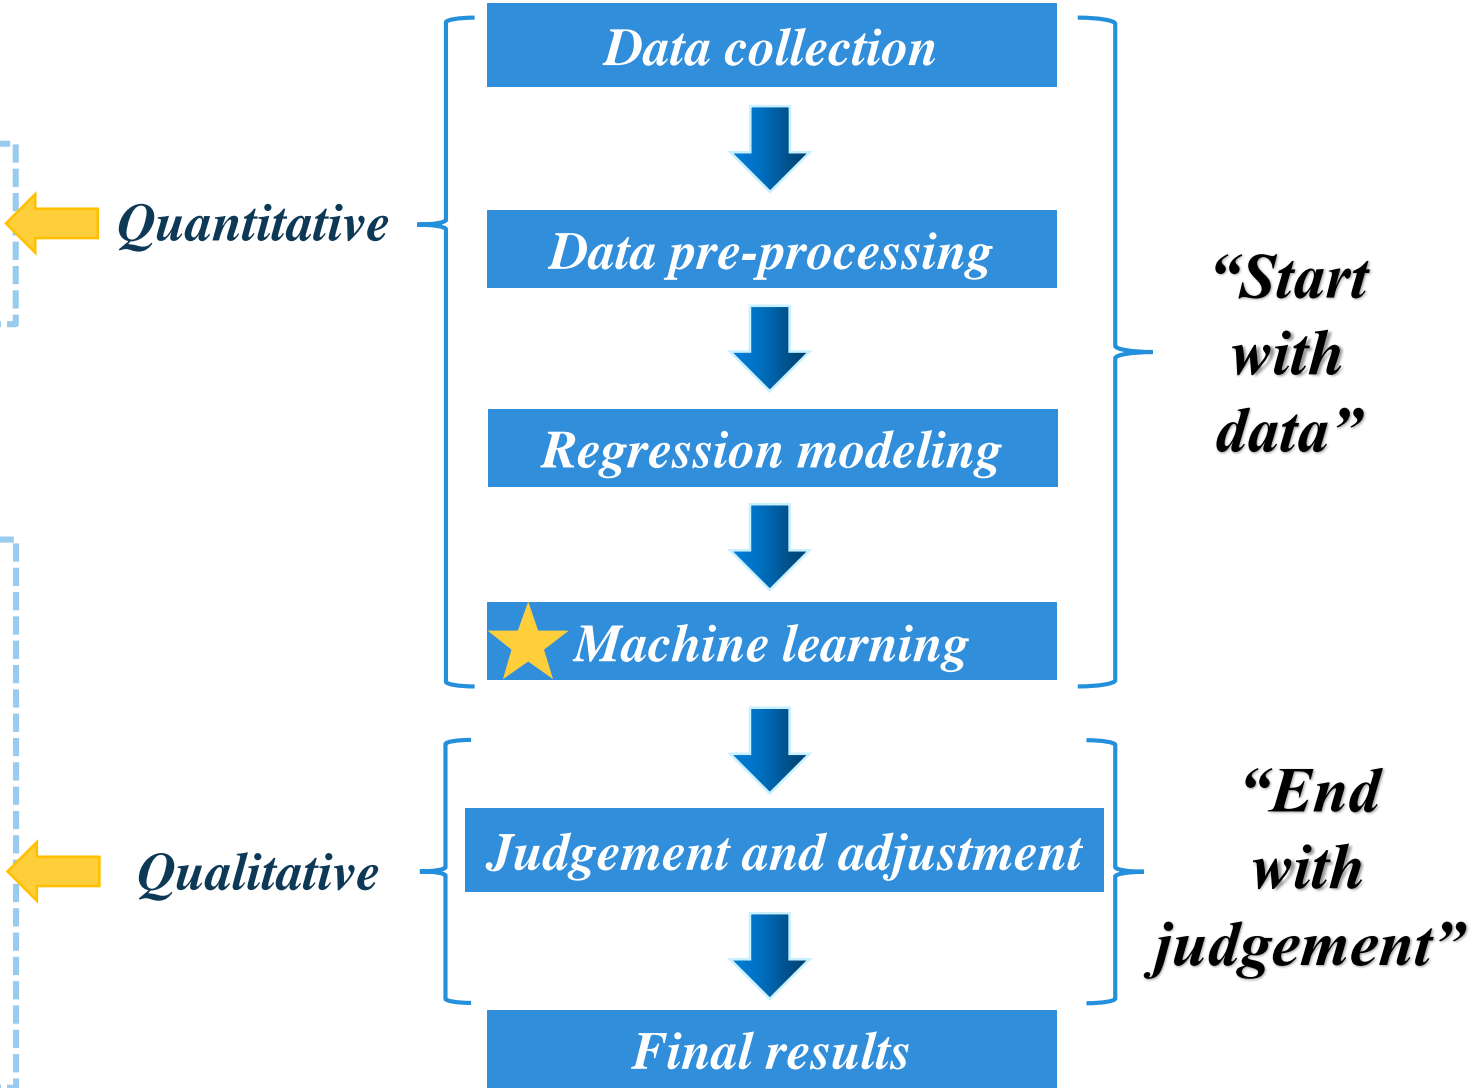 Data collection
Quantitative
Data pre-processing
“Start
with
data”
Regression modeling
Machine learning
Qualitative
Judgement and adjustment
“End
with
judgement”
Final results